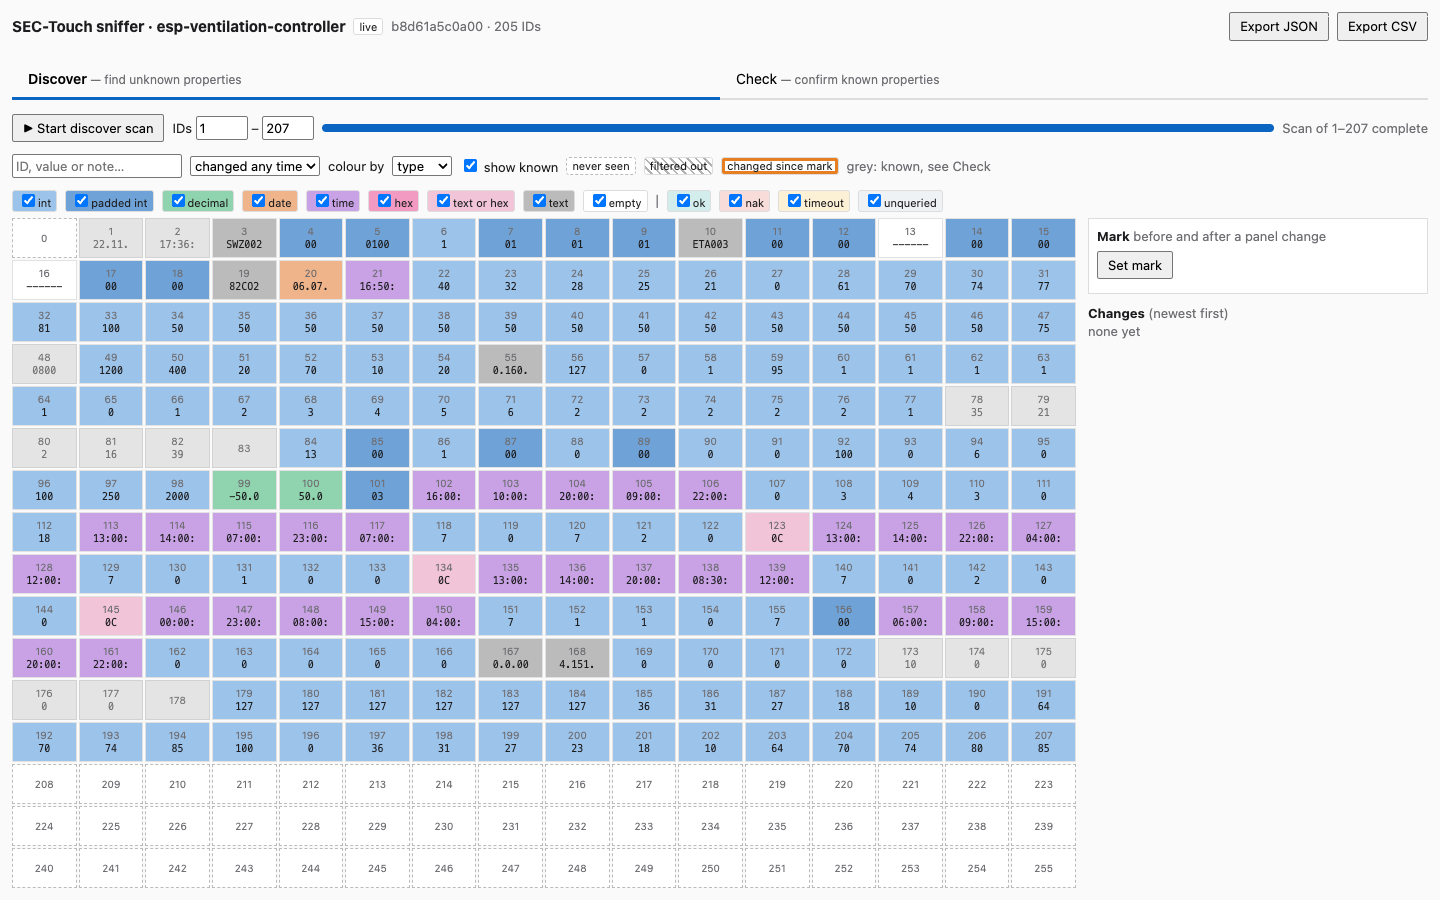 SEC-Touch sniffer · esp-ventilation-controller live b8d61a5c0a00 · 205 IDs Export JSON Export CSV
Discover — find unknown properties Check — confirm known properties
▶ Start discover scan IDs 1 – 207 Scan of 1–207 complete
ID, value or note... changed any time colour by type show known never seen filtered out changed since mark grey: known, see Check
int padded int decimal date time hex text or hex text empty | ok nak timeout unqueried
0 1 2 3 4 5 6 7 8 9 10 11 12 13 14 15
22.11. 17:36: SWZ002 00 0100 1 01 01 01 ETA003 00 00 —————— 00 00
16 17 18 19 20 21 22 23 24 25 26 27 28 29 30 31
—————— 00 00 82CO2 06.07. 16:50: 40 32 28 25 21 0 61 70 74 77
32 33 34 35 36 37 38 39 40 41 42 43 44 45 46 47
81 100 50 50 50 50 50 50 50 50 50 50 50 50 50 75
48 49 50 51 52 53 54 55 56 57 58 59 60 61 62 63
0800 1200 400 20 70 10 20 0.160. 127 0 1 95 1 1 1 1
64 65 66 67 68 69 70 71 72 73 74 75 76 77 78 79
1 0 1 2 3 4 5 6 2 2 2 2 2 1 35 21
80 81 82 83 84 85 86 87 88 89 90 91 92 93 94 95
2 16 39 13 00 1 00 0 00 0 0 100 0 6 0
96 97 98 99 100 101 102 103 104 105 106 107 108 109 110 111
100 250 2000 −50.0 50.0 03 16:00: 10:00: 20:00: 09:00: 22:00: 0 3 4 3 0
112 113 114 115 116 117 118 119 120 121 122 123 124 125 126 127
18 13:00: 14:00: 07:00: 23:00: 07:00: 7 0 7 2 0 0C 13:00: 14:00: 22:00: 04:00:
128 129 130 131 132 133 134 135 136 137 138 139 140 141 142 143
12:00: 7 0 1 0 0 0C 13:00: 14:00: 20:00: 08:30: 12:00: 7 0 2 0
144 145 146 147 148 149 150 151 152 153 154 155 156 157 158 159
0 0C 00:00: 23:00: 08:00: 15:00: 04:00: 7 1 1 0 7 00 06:00: 09:00: 15:00:
160 161 162 163 164 165 166 167 168 169 170 171 172 173 174 175
20:00: 22:00: 0 0 0 0 0 0.0.00 4.151. 0 0 0 0 10 0 0
176 177 178 179 180 181 182 183 184 185 186 187 188 189 190 191
0 0 127 127 127 127 127 127 36 31 27 18 10 0 64
192 193 194 195 196 197 198 199 200 201 202 203 204 205 206 207
70 74 85 100 0 36 31 27 23 18 10 64 70 74 80 85
208 209 210 211 212 213 214 215 216 217 218 219 220 221 222 223
224 225 226 227 228 229 230 231 232 233 234 235 236 237 238 239
240 241 242 243 244 245 246 247 248 249 250 251 252 253 254 255
Mark before and after a panel change
Set mark
Changes (newest first)
none yet